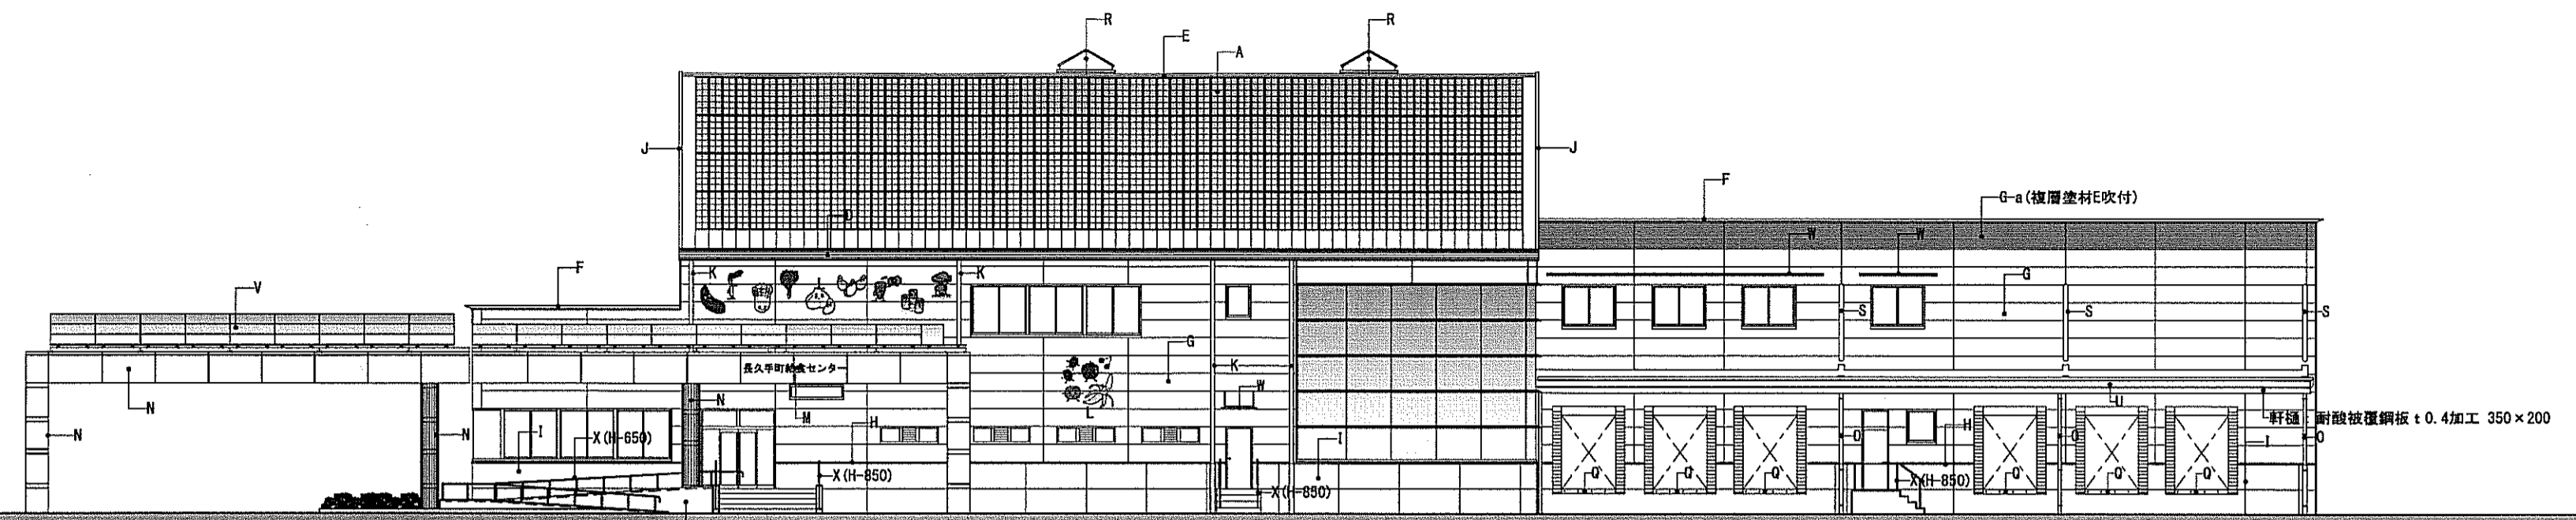 R
R
E
A
J
J
F
G-a(複層塗材E吹付)
D
W
W
F
K
L
K
G
V
S
S
S
G
長久手町給食センター
K
W
U
N
N
M
L
軒樋：耐酸被覆鋼板 t0.4加工 350×200
N
N
I
X(H-650)
H
H
O
O
I
O
X(H-850)
I
X(H-850)
Q
Q
Q
X(H-850)
Q
Q
Q